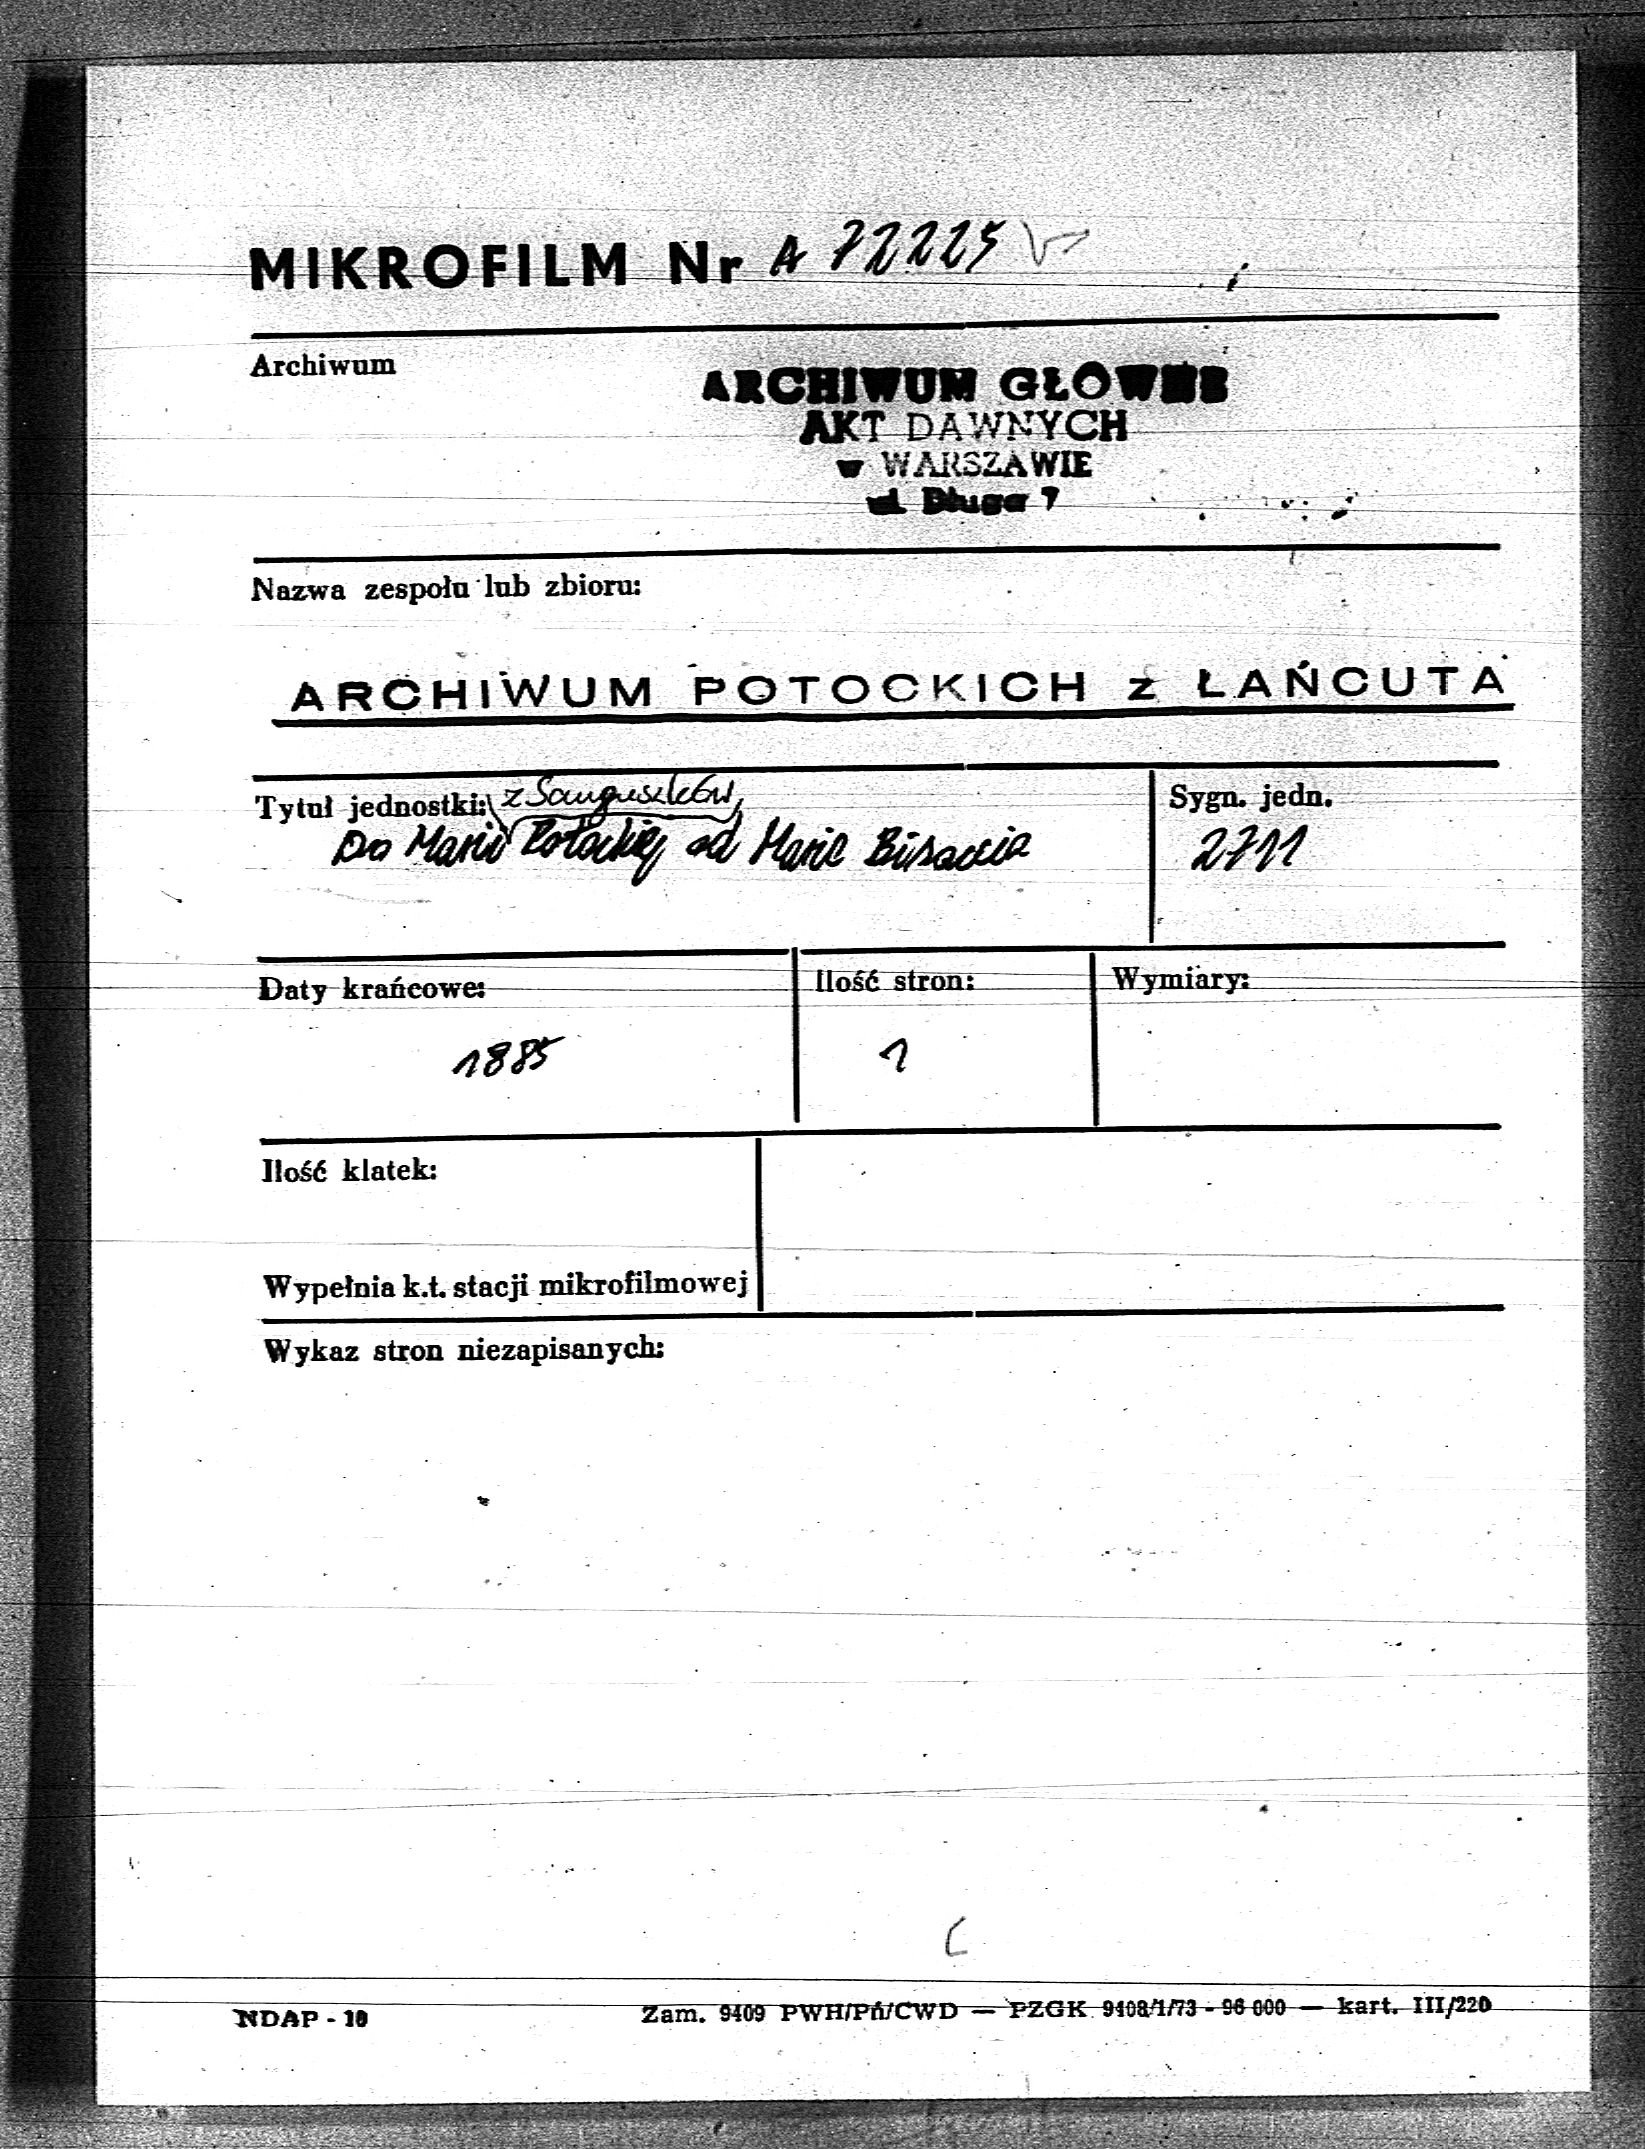 MIKROFILM Nr A 72225
Archiwum
ARCHIWUM GŁÓWNE
AKT DAWNYCH
w WARSZAWIE
ul. Długa 7
Nazwa zespołu lub zbioru:
ARCHIWUM POTOCKICH z ŁAŃCUTA
Tytuł jednostki: z Sanguszków
Do Marii Potockiej od Marie Bisaccia
Sygn. jedn.
2711
Daty krańcowe:
1885
Ilość stron:
1
Wymiary:
Ilość klatek:
Wypełnia k.t. stacji mikrofilmowej
Wykaz stron niezapisanych:
NDAP - 10
Zam. 9409 PWH/Pń/CWD — PZGK 9408/1/73 - 96 000 — kart. III/220